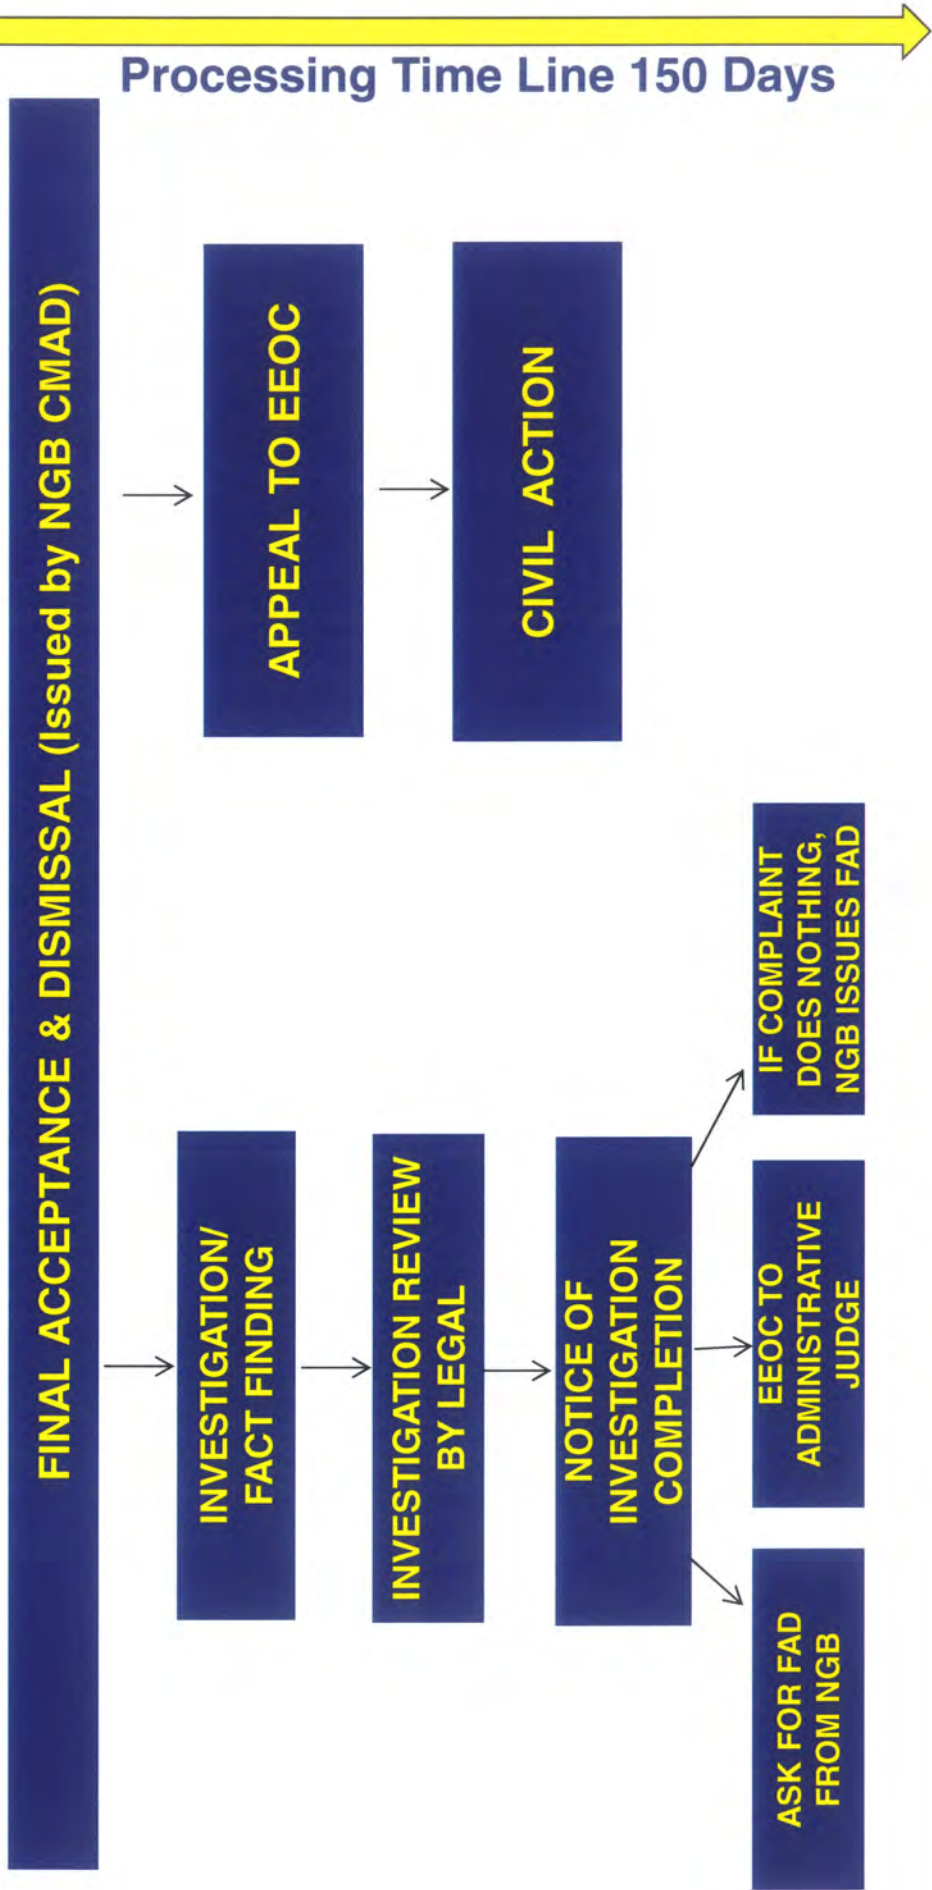 Processing Time Line 150 Days
FINAL ACCEPTANCE & DISMISSAL (Issued by NGB CMAD)
INVESTIGATION/
FACT FINDING
INVESTIGATION REVIEW
BY LEGAL
NOTICE OF
INVESTIGATION
COMPLETION
ASK FOR FAD
FROM NGB
EEOC TO
ADMINISTRATIVE
JUDGE
IF COMPLAINT
DOES NOTHING,
NGB ISSUES FAD
APPEAL TO EEOC
CIVIL ACTION